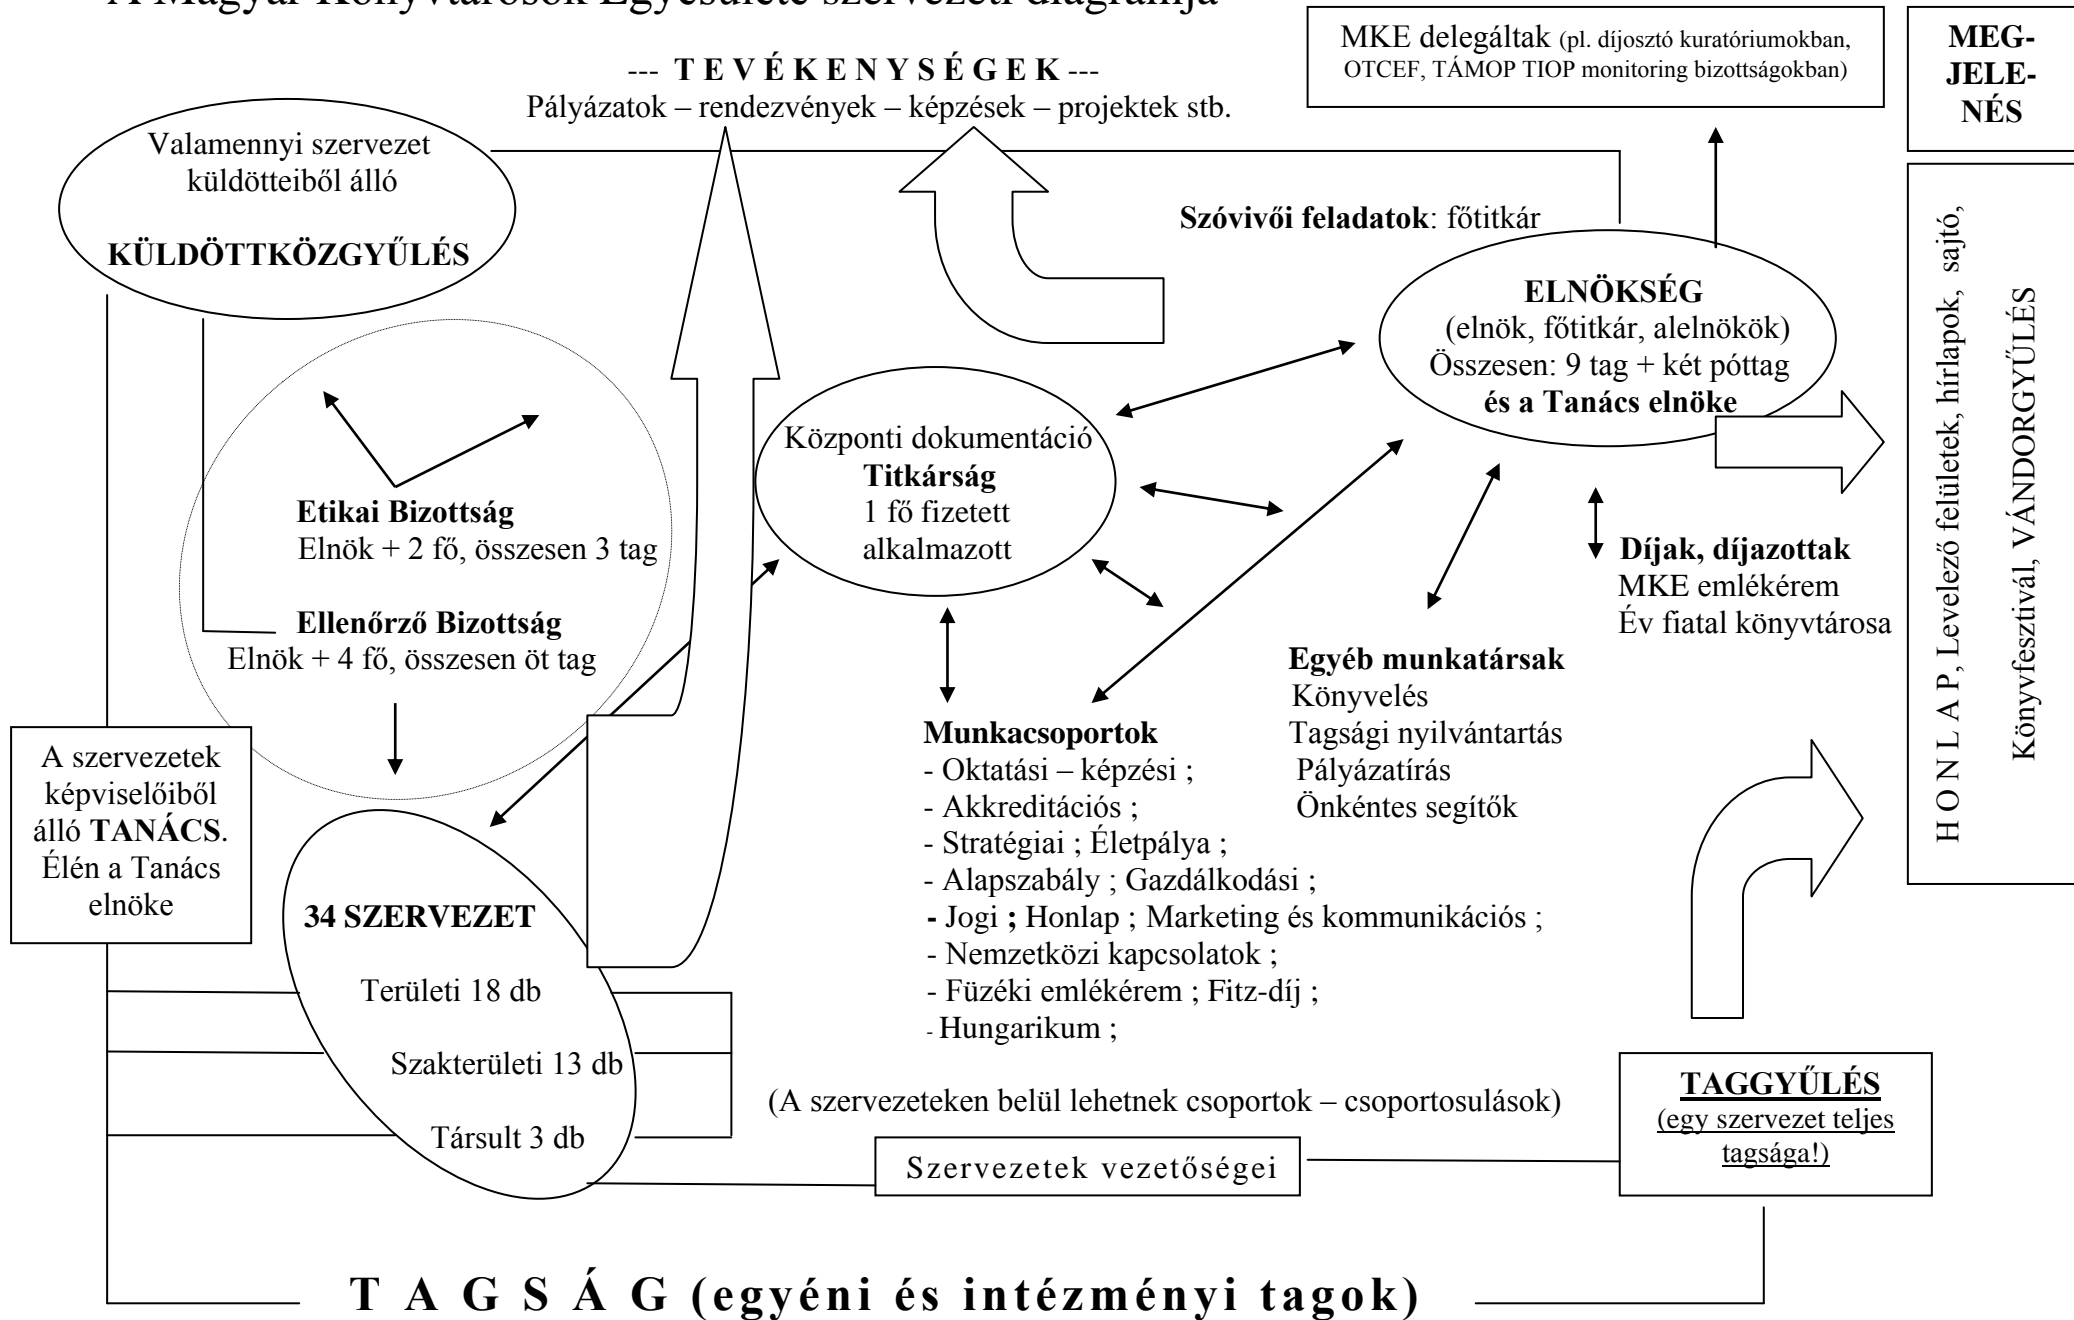 A Magyar Könyvtárosok Egyesülete szervezeti diagramja
--- T E V É K E N Y S É G E K ---
Pályázatok – rendezvények – képzések – projektek stb.
MKE delegáltak (pl. díjosztó kuratóriumokban,
OTCEF, TÁMOP TIOP monitoring bizottságokban)
MEG-
JELE-
NÉS
Valamennyi szervezet
küldötteiből álló
KÜLDÖTTKÖZGYŰLÉS
Szóvivői feladatok: főtitkár
ELNÖKSÉG
(elnök, főtitkár, alelnökök)
Összesen: 9 tag + két póttag
és a Tanács elnöke
H O N L A P, Levelező felületek, hírlapok, sajtó,
Könyvfesztivál, VÁNDORGYŰLÉS
Központi dokumentáció
Titkárság
1 fő fizetett
alkalmazott
Etikai Bizottság
Elnök + 2 fő, összesen 3 tag
Ellenőrző Bizottság
Elnök + 4 fő, összesen öt tag
Díjak, díjazottak
MKE emlékérem
Év fiatal könyvtárosa
Egyéb munkatársak
Könyvelés
Tagsági nyilvántartás
Pályázatírás
Önkéntes segítők
Munkacsoportok
- Oktatási – képzési ;
- Akkreditációs ;
- Stratégiai ; Életpálya ;
- Alapszabály ; Gazdálkodási ;
- Jogi ; Honlap ; Marketing és kommunikációs ;
- Nemzetközi kapcsolatok ;
- Füzéki emlékérem ; Fitz-díj ;
- Hungarikum ;
A szervezetek
képviselőiből
álló TANÁCS.
Élén a Tanács
elnöke
34 SZERVEZET
Területi 18 db
Szakterületi 13 db
Társult 3 db
(A szervezeteken belül lehetnek csoportok – csoportosulások)
Szervezetek vezetőségei
TAGGYŰLÉS
(egy szervezet teljes
tagsága!)
T A G S Á G (egyéni és intézményi tagok)